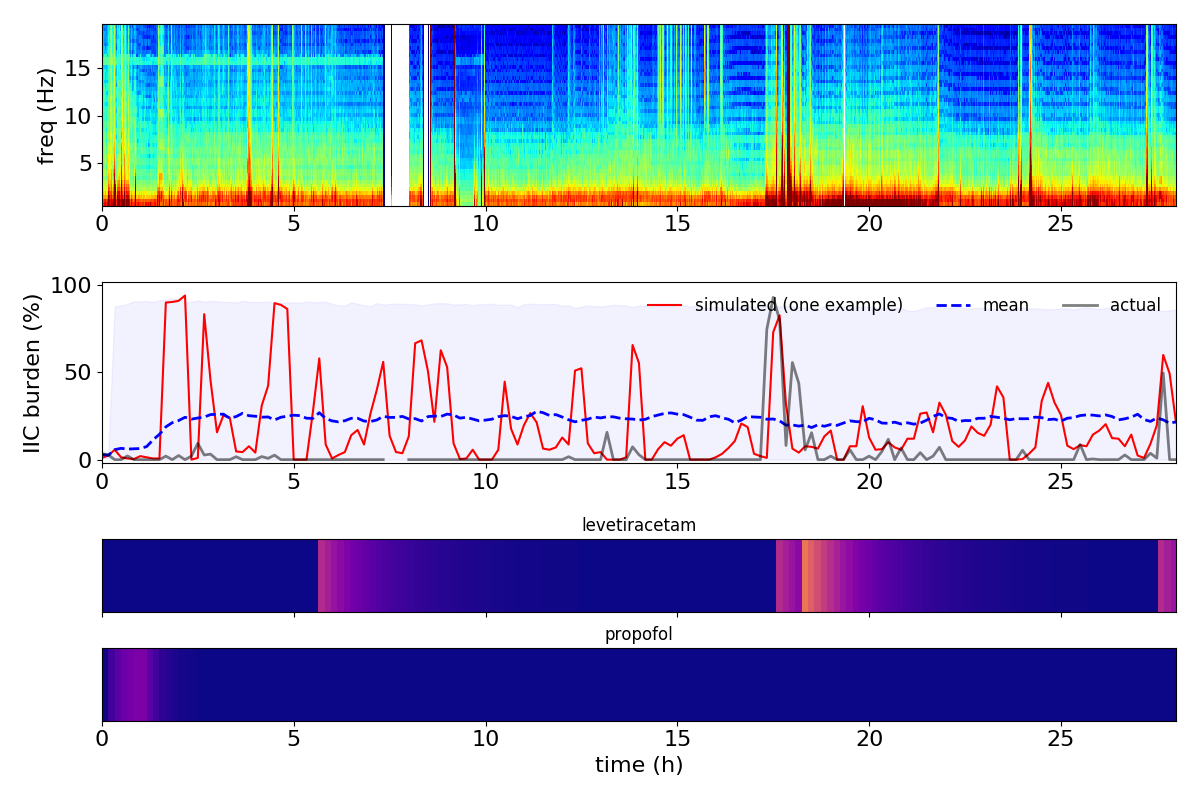 15
10
5
freq (Hz)
0 5 10 15 20 25
100
50
0
IIC burden (%)
simulated (one example) mean actual
0 5 10 15 20 25
levetiracetam
propofol
0 5 10 15 20 25
time (h)